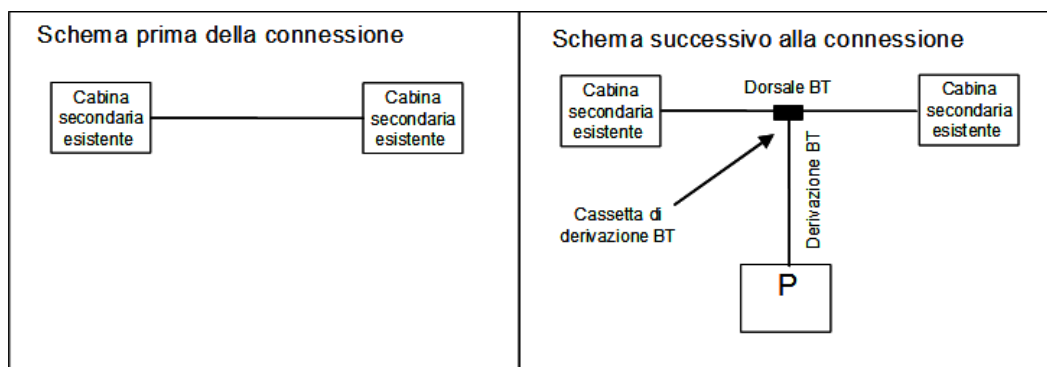 Schema prima della connessione
Cabina
secondaria
esistente
Cabina
secondaria
esistente
Schema successivo alla connessione
Cabina
secondaria
esistente
Dorsale BT
Cabina
secondaria
esistente
Derivazione BT
Cassetta di
derivazione BT
P